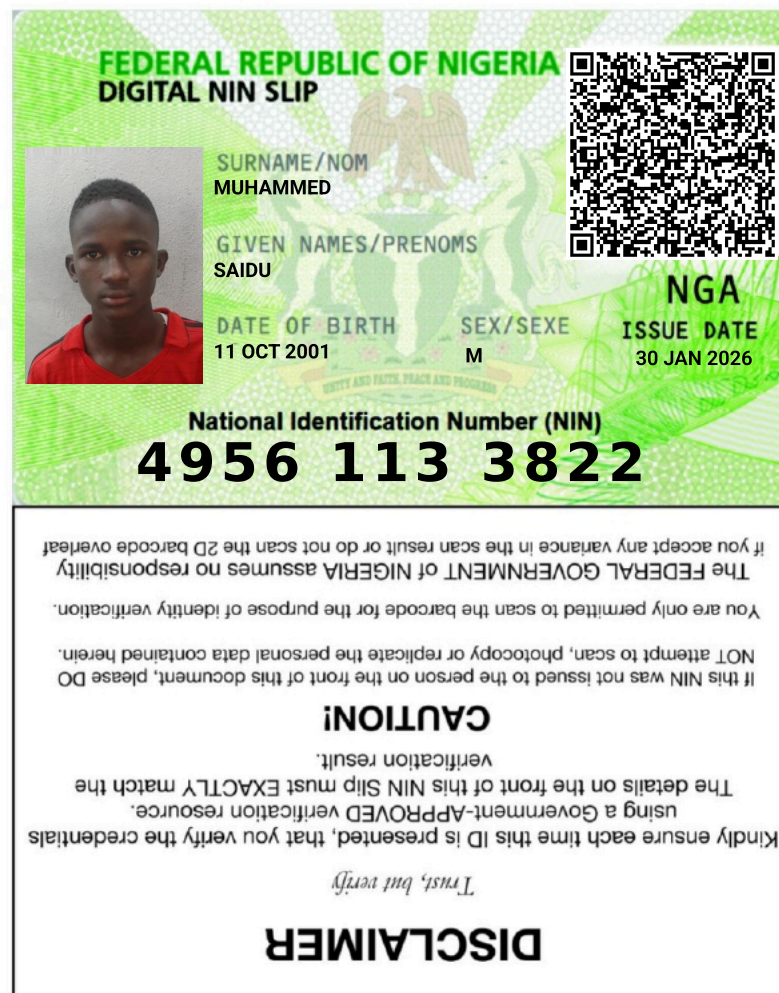 FEDERAL REPUBLIC OF NIGERIA
DIGITAL NIN SLIP
SURNAME/NOM
MUHAMMED
GIVEN NAMES/PRENOMS
SAIDU
DATE OF BIRTH
11 OCT 2001
SEX/SEXE
M
NGA
ISSUE DATE
30 JAN 2026
UNITY AND FAITH, PEACE AND PROGRESS
National Identification Number (NIN)
4956 113 3822
DISCLAIMER
Trust, but verify
Kindly ensure each time this ID is presented, that you verify the credentials
using a Government-APPROVED verification resource.
The details on the front of this NIN Slip must EXACTLY match the
verification result.
CAUTION!
If this NIN was not issued to the person on the front of this document, please DO
NOT attempt to scan, photocopy or replicate the personal data contained herein.
You are only permitted to scan the barcode for the purpose of identity verification.
The FEDERAL GOVERNMENT of NIGERIA assumes no responsibility
if you accept any variance in the scan result or do not scan the 2D barcode overleaf